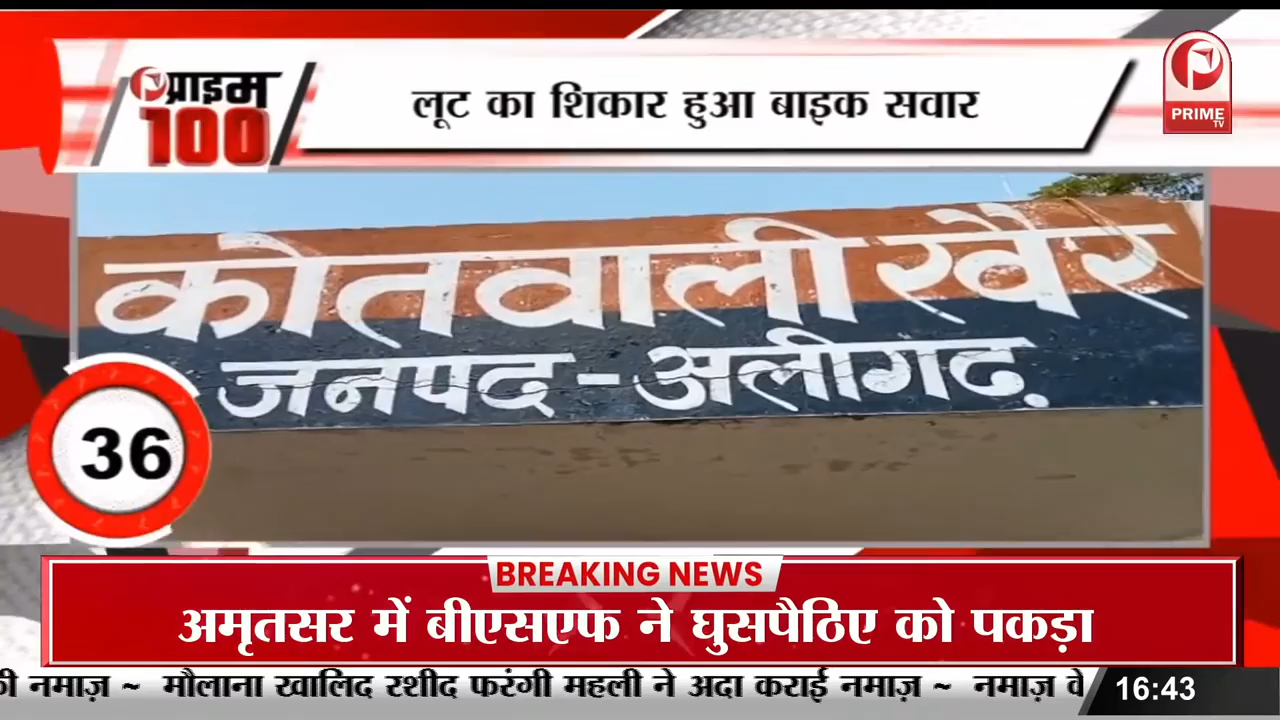 प्राइम
100
लूट का शिकार हुआ बाइक सवार
PRIME
TV
कोतवाली खैर
जनपद-अलीगढ़
36
BREAKING NEWS
अमृतसर में बीएसएफ ने घुसपैठिए को पकड़ा
की नमाज़ ~ मौलाना खालिद रशीद फरंगी महली ने अदा कराई नमाज़ ~ नमाज़
16:43